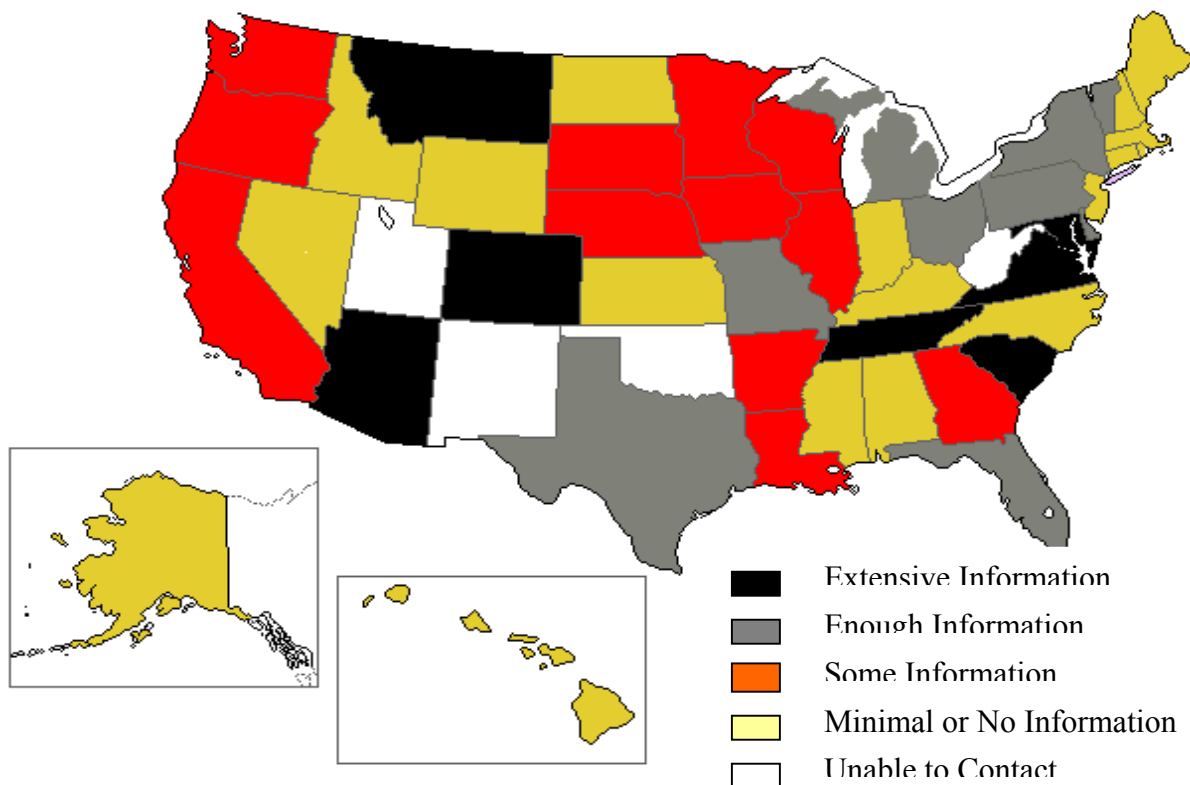 Extensive Information
Enough Information
Some Information
Minimal or No Information
Unable to Contact